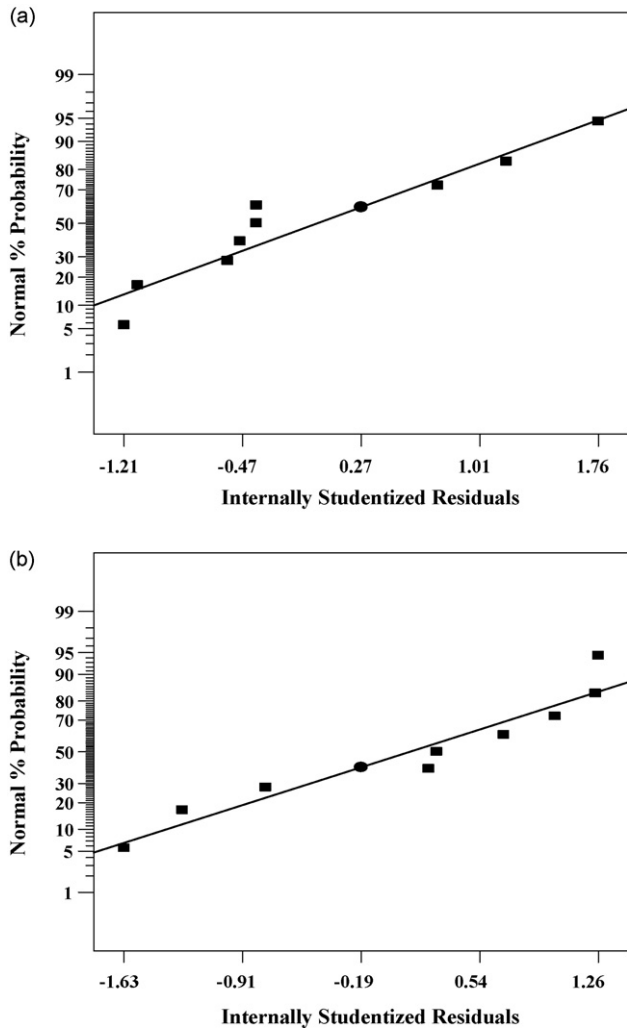 (a)
99
95
90
80
70
50
30
20
10
5
1
Normal % Probability
-1.21 -0.47 0.27 1.01 1.76
Internally Studentized Residuals
(b)
99
95
90
80
70
50
30
20
10
5
1
Normal % Probability
-1.63 -0.91 -0.19 0.54 1.26
Internally Studentized Residuals